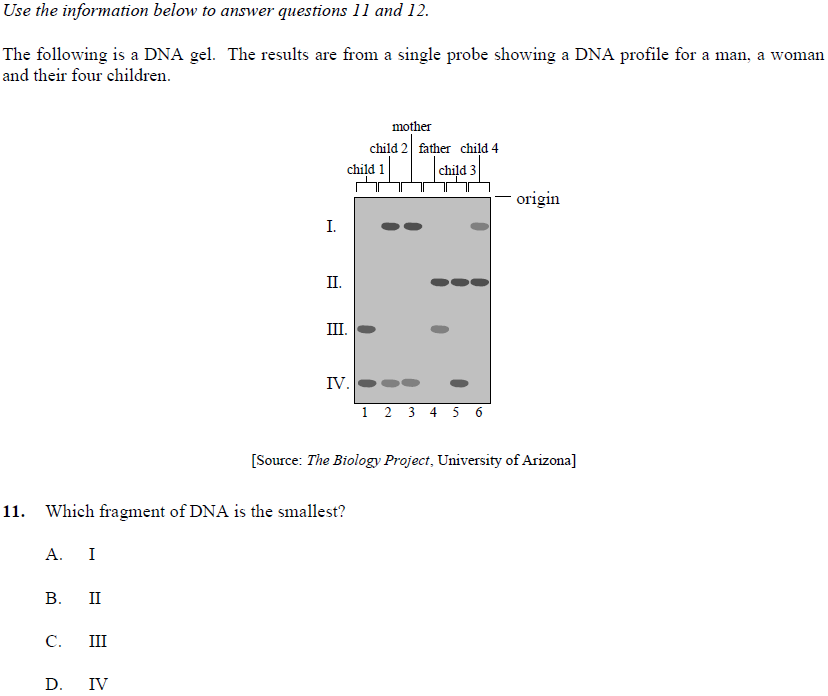 Use the information below to answer questions 11 and 12.
The following is a DNA gel. The results are from a single probe showing a DNA profile for a man, a woman
and their four children.
mother
child 2 father child 4
child 1 child 3
origin
I.
II.
III.
IV.
1 2 3 4 5 6
[Source: The Biology Project, University of Arizona]
11. Which fragment of DNA is the smallest?
A. I
B. II
C. III
D. IV